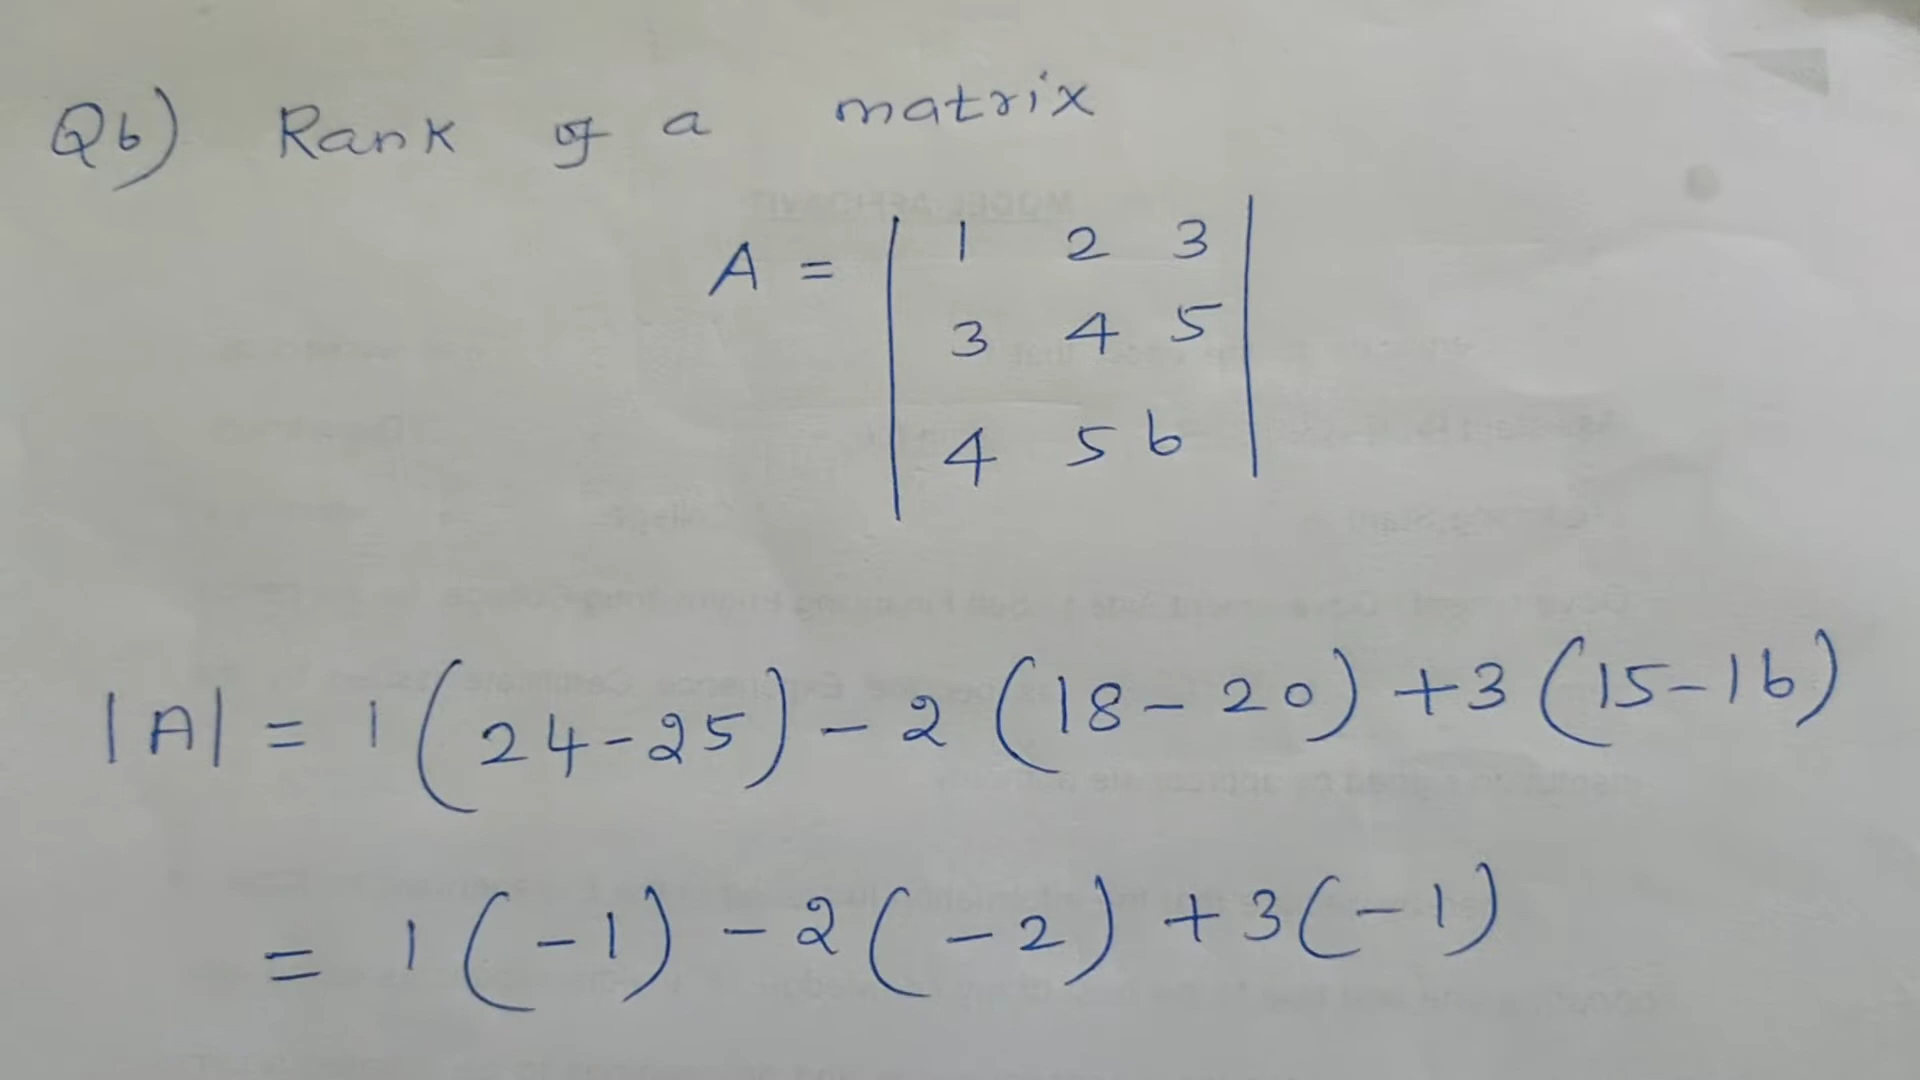 Q6) Rank of a matrix
A = | 1 2 3 |
| 3 4 5 |
| 4 5 6 |
|A| = 1 (24-25) - 2 (18-20) + 3 (15-16)
= 1 (-1) - 2 (-2) + 3 (-1)